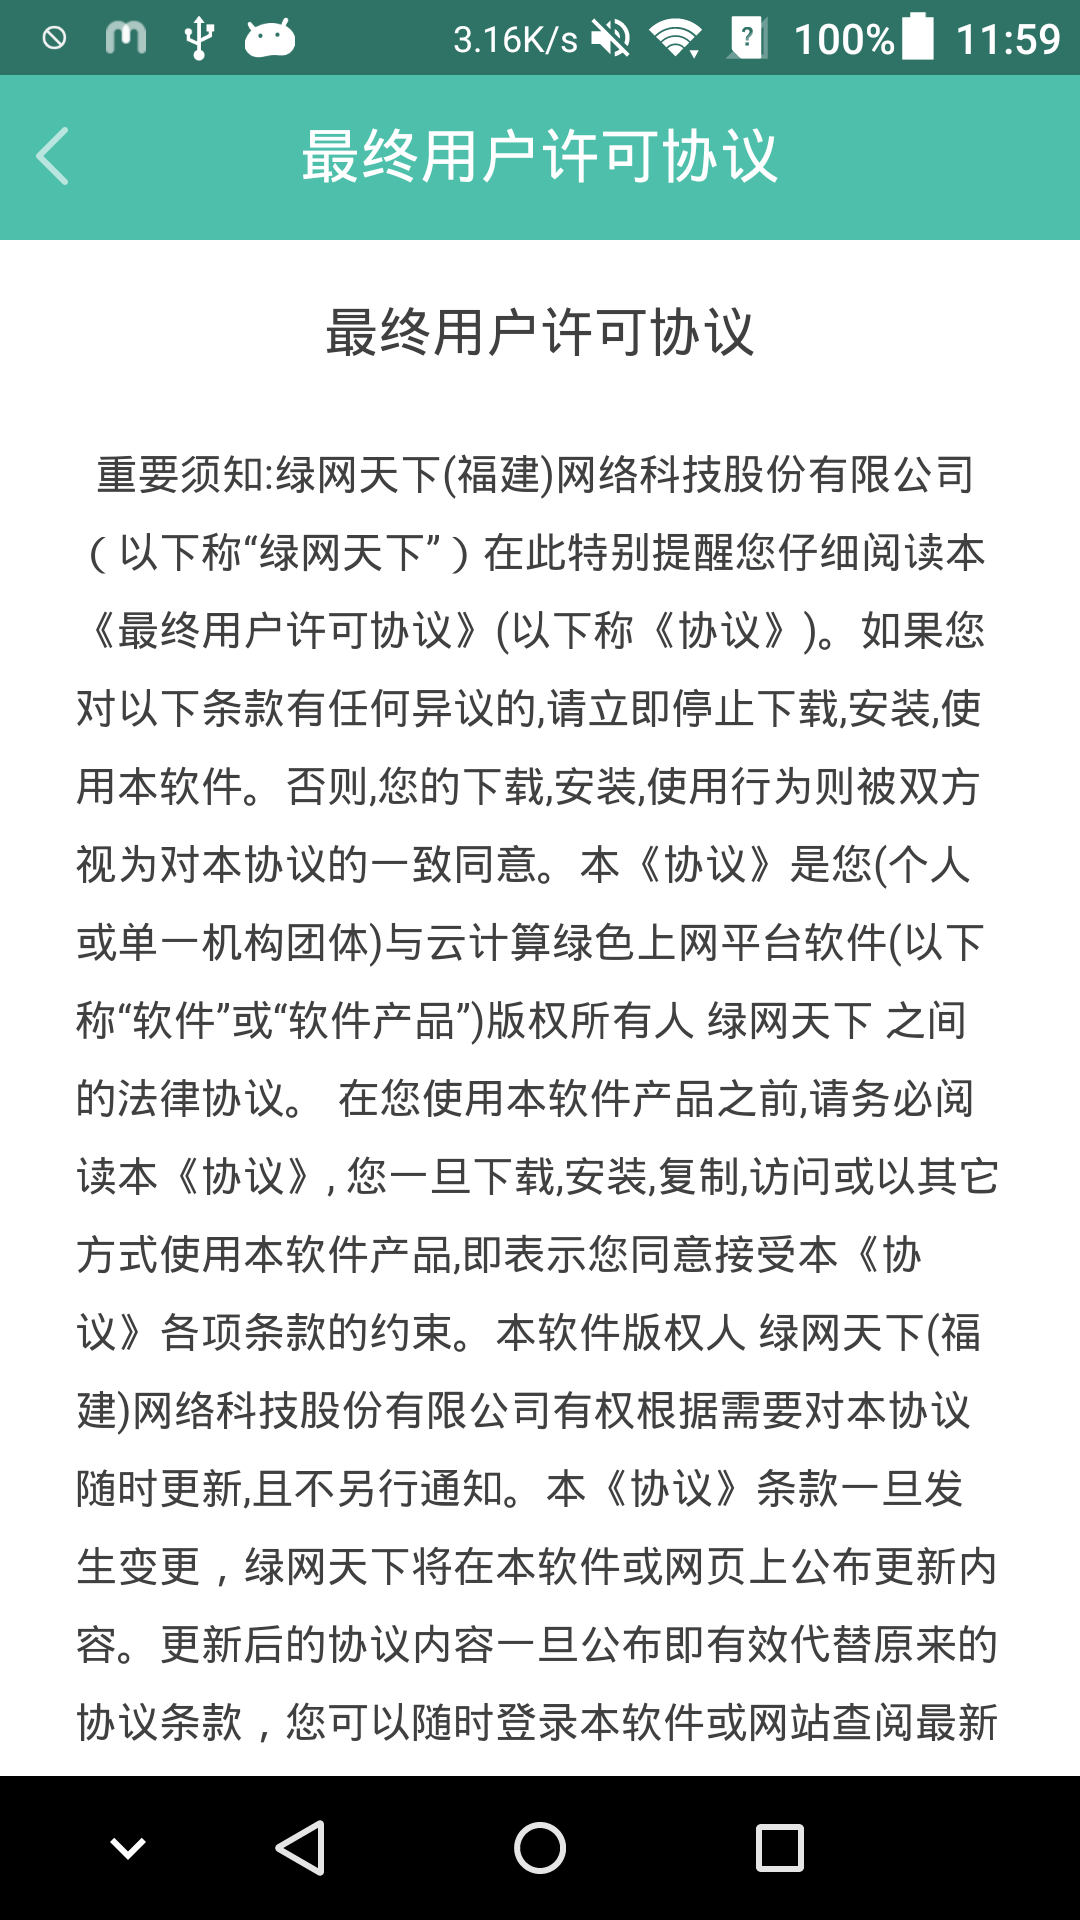 3.16K/s 100% 11:59
最终用户许可协议
最终用户许可协议
重要须知:绿网天下(福建)网络科技股份有限公司
（以下称“绿网天下”）在此特别提醒您仔细阅读本
《最终用户许可协议》(以下称《协议》)。如果您
对以下条款有任何异议的,请立即停止下载,安装,使
用本软件。否则,您的下载,安装,使用行为则被双方
视为对本协议的一致同意。本《协议》是您(个人
或单一机构团体)与云计算绿色上网平台软件(以下
称“软件”或“软件产品”)版权所有人 绿网天下 之间
的法律协议。 在您使用本软件产品之前,请务必阅
读本《协议》, 您一旦下载,安装,复制,访问或以其它
方式使用本软件产品,即表示您同意接受本《协
议》各项条款的约束。本软件版权人 绿网天下(福
建)网络科技股份有限公司有权根据需要对本协议
随时更新,且不另行通知。本《协议》条款一旦发
生变更，绿网天下将在本软件或网页上公布更新内
容。更新后的协议内容一旦公布即有效代替原来的
协议条款，您可以随时登录本软件或网站查阅最新